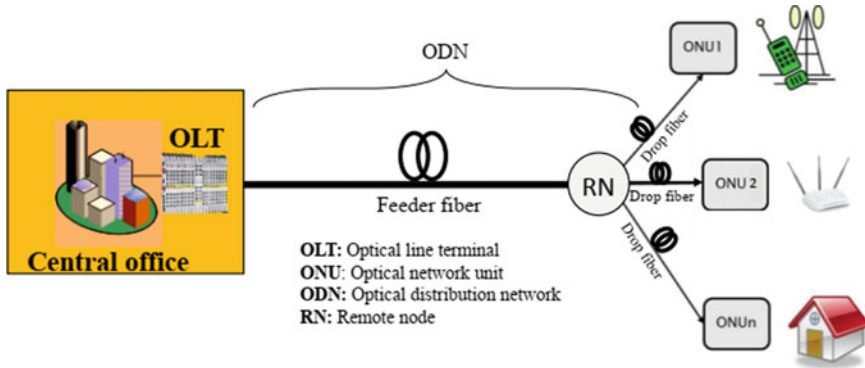 ODN
ONU1
OLT
Drop fiber
RN
ONU 2
Drop fiber
Feeder fiber
Drop fiber
Central office
OLT: Optical line terminal
ONU: Optical network unit
ODN: Optical distribution network
RN: Remote node
ONUn